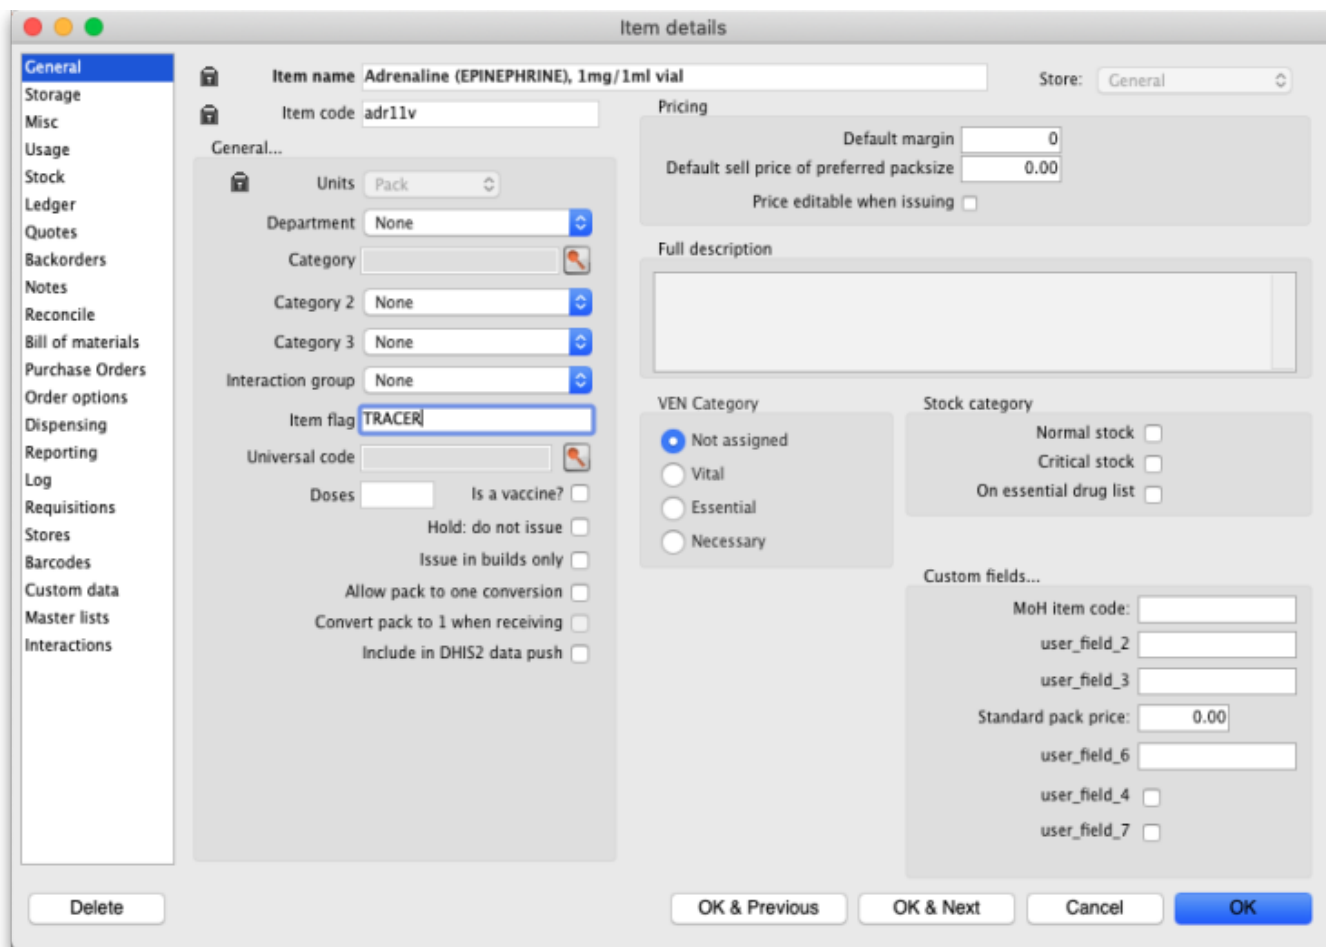 Item details
General
Storage
Misc
Usage
Stock
Ledger
Quotes
Backorders
Notes
Reconcile
Bill of materials
Purchase Orders
Order options
Dispensing
Reporting
Log
Requisitions
Stores
Barcodes
Custom data
Master lists
Interactions
Item name Adrenaline (EPINEPHRINE), 1mg/1ml vial
Store: General
Item code adr11v
General...
Units Pack
Department None
Category
Category 2 None
Category 3 None
Interaction group None
Item flag TRACER
Universal code
Doses Is a vaccine?
Hold: do not issue
Issue in builds only
Allow pack to one conversion
Convert pack to 1 when receiving
Include in DHIS2 data push
Pricing
Default margin 0
Default sell price of preferred packsize 0.00
Price editable when issuing
Full description
VEN Category
Not assigned
Vital
Essential
Necessary
Stock category
Normal stock
Critical stock
On essential drug list
Custom fields...
MoH item code:
user_field_2
user_field_3
Standard pack price: 0.00
user_field_6
user_field_4
user_field_7
Delete
OK & Previous
OK & Next
Cancel
OK